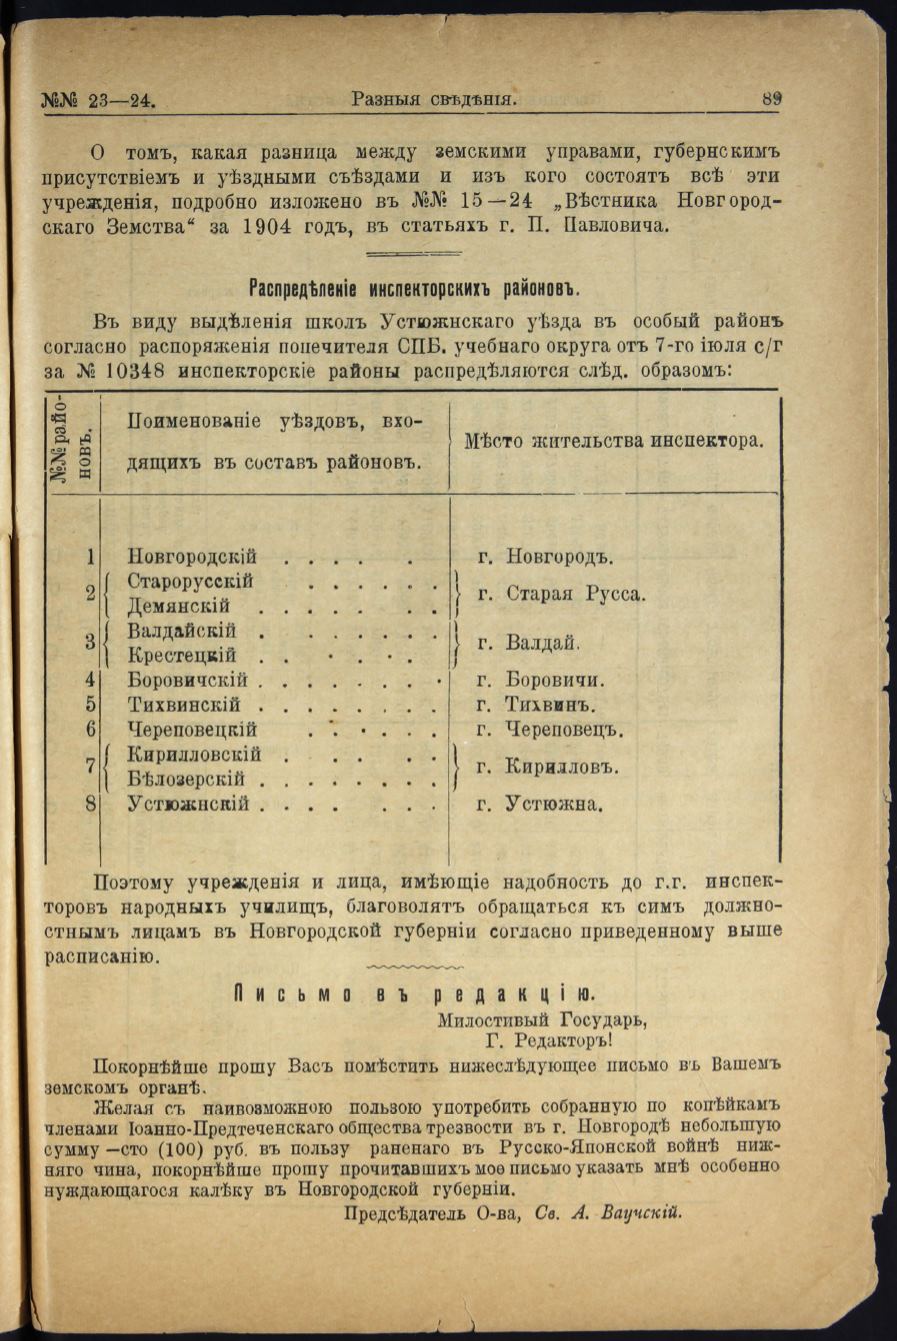 №№ 23—24. Разныя свѣдѣнія. 89
О томъ, какая разница между земскими управами, губернскимъ
присутствіемъ и уѣздными съѣздами и изъ кого состоятъ всѣ эти
учрежденія, подробно изложено въ №№ 15—24 „Вѣстника Новгород-
скаго Земства“ за 1904 годъ, въ статьяхъ г. П. Павловича.
Распредѣленіе инспекторскихъ районовъ.
Въ виду выдѣленія школъ Устюжнскаго уѣзда въ особый районъ
согласно распоряженія попечителя СПБ. учебнаго округа отъ 7-го іюля с/г
за № 10348 инспекторскіе районы распредѣляются слѣд. образомъ:
№№ райо-
новъ.
Поименованіе уѣздовъ, вхо-
дящихъ въ составъ районовъ.
Мѣсто жительства инспектора.
1 Новгородскій . . . . . г. Новгородъ.
2 { Старорусскій . . . . . .
Демянскій . . . . . . . } г. Старая Русса.
3 { Валдайскій . . . . . . .
Крестецкій . . . . . . } г. Валдай.
4 Боровичскій . . . . . . . . г. Боровичи.
5 Тихвинскій . . . . . . . . г. Тихвинъ.
6 Череповецкій . . . . . . г. Череповецъ.
7 { Кирилловскій . . . . . .
Бѣлозерскій . . . . . . . . } г. Кирилловъ.
8 Устюжнскій . . . . . . . г. Устюжна.
Поэтому учрежденія и лица, имѣющіе надобность до г.г. инспек-
торовъ народныхъ училищъ, благоволятъ обращаться къ симъ должно-
стнымъ лицамъ въ Новгородской губерніи согласно приведенному выше
расписанію.
Письмо въ редакцію.
Милостивый Государь,
Г. Редакторъ!
Покорнѣйше прошу Васъ помѣстить нижеслѣдующее письмо въ Вашемъ
земскомъ органѣ.
Желая съ наивозможною пользою употребить собранную по копѣйкамъ
членами Іоанно-Предтеченскаго общества трезвости въ г. Новгородѣ небольшую
сумму—сто (100) руб. въ пользу раненаго въ Русско-Японской войнѣ ниж-
няго чина, покорнѣйше прошу прочитавшихъ мое письмо указать мнѣ особенно
нуждающагося калѣку въ Новгородской губерніи.
Предсѣдатель О-ва, Св. А. Ваучскій.